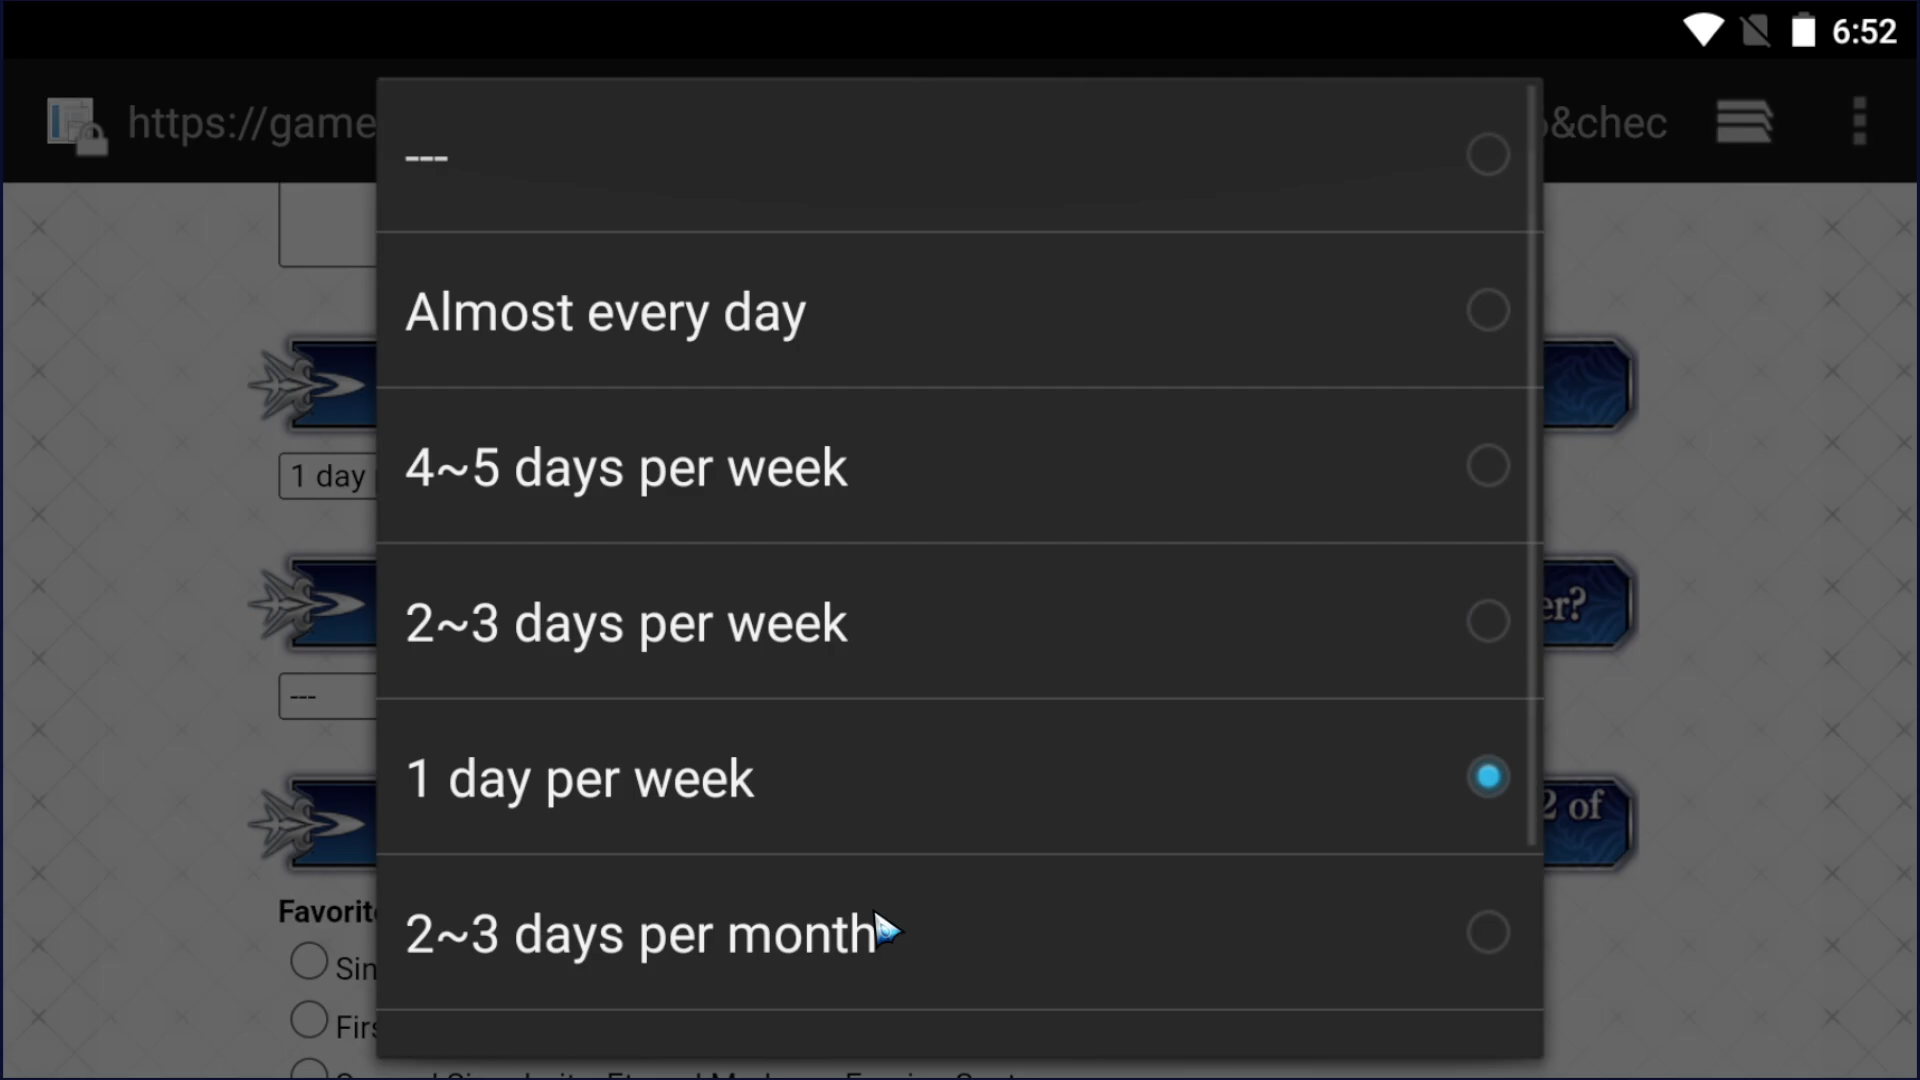 6:52
https://game
&chec
---
Almost every day
4~5 days per week
1 day
2~3 days per week
er?
---
1 day per week
2 of
Favorit
2~3 days per month
Sin
Firs